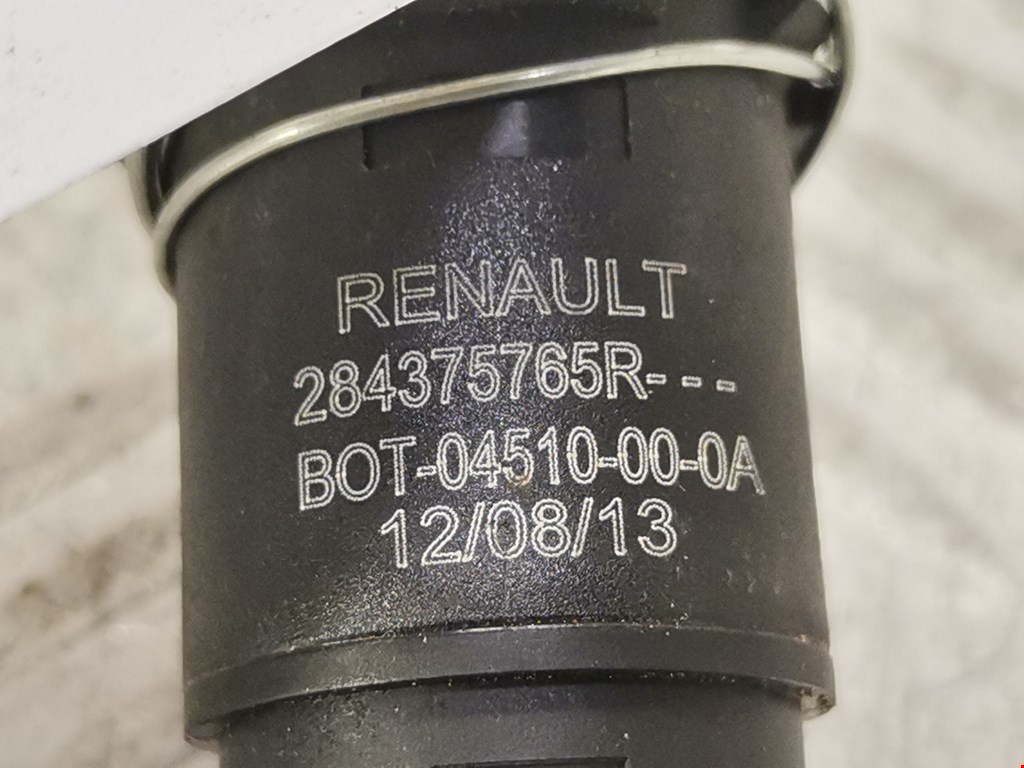 RENAULT
284375765R---
BOT-04510-00-0A
12/08/13